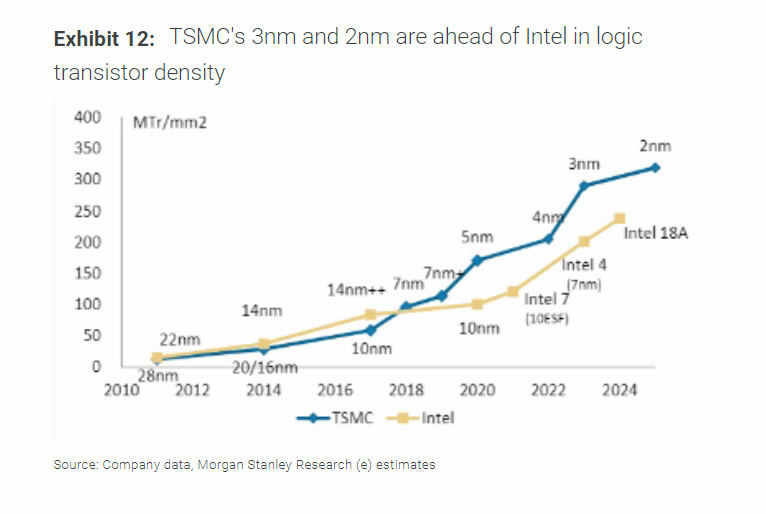 Exhibit 12: TSMC's 3nm and 2nm are ahead of Intel in logic
transistor density
MTr/mm2
400
350
300
250
200
150
100
50
0
2010
2012
2014
2016
2018
2020
2022
2024
28nm
22nm
20/16nm
14nm
14nm++
10nm
7nm
7nm+
5nm
10nm
4nm
Intel 7
(10ESF)
Intel 4
(7nm)
3nm
2nm
Intel 18A
TSMC
Intel
Source: Company data, Morgan Stanley Research (e) estimates